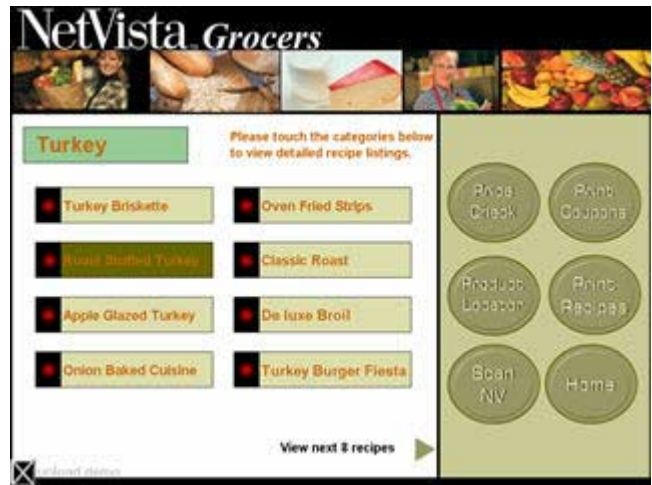 NetVista Grocers
Turkey
Please touch the categories below
to view detailed recipe listings.
Turkey Briskette
Oven Fried Strips
Roast Stuffed Turkey
Classic Roast
Apple Glazed Turkey
De luxe Broil
Onion Baked Cuisine
Turkey Burger Fiesta
View next 8 recipes
Price
Check
Print
Coupons
Product
Locator
Print
Recipes
Scan
NV
Home
upload demo